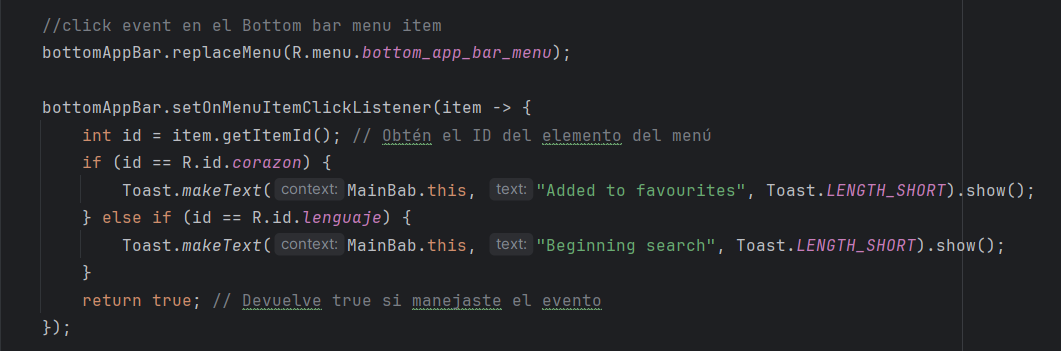 //click event en el Bottom bar menu item
bottomAppBar.replaceMenu(R.menu.bottom_app_bar_menu);
bottomAppBar.setOnMenuItemClickListener(item -> {
int id = item.getItemId(); // Obtén el ID del elemento del menú
if (id == R.id.corazon) {
Toast.makeText( context: MainBab.this, text: "Added to favourites", Toast.LENGTH_SHORT).show();
} else if (id == R.id.lenguaje) {
Toast.makeText( context: MainBab.this, text: "Beginning search", Toast.LENGTH_SHORT).show();
}
return true; // Devuelve true si manejaste el evento
});